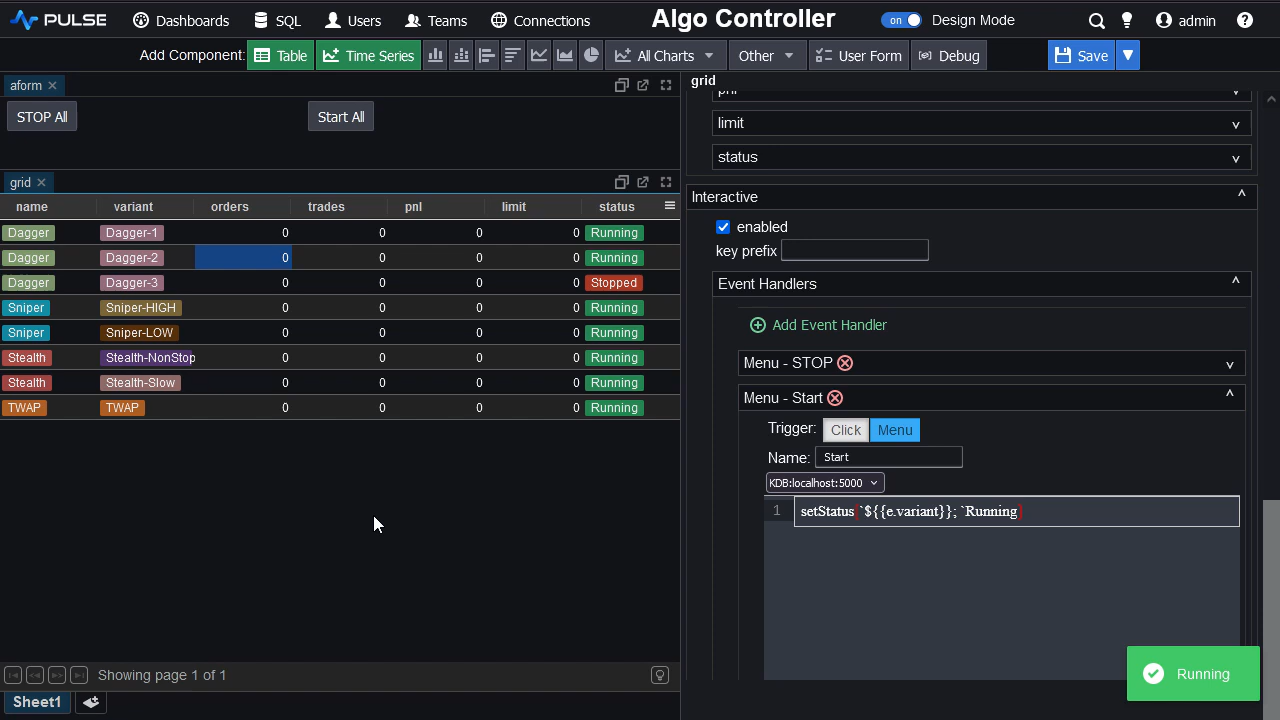 PULSE Dashboards SQL Users Teams Connections Algo Controller on Design Mode admin
Add Component: Table Time Series All Charts Other User Form Debug Save
aform
STOP All Start All
grid
name variant orders trades pnl limit status
Dagger Dagger-1 0 0 0 0 Running
Dagger Dagger-2 0 0 0 0 Running
Dagger Dagger-3 0 0 0 0 Stopped
Sniper Sniper-HIGH 0 0 0 0 Running
Sniper Sniper-LOW 0 0 0 0 Running
Stealth Stealth-NonStop 0 0 0 0 Running
Stealth Stealth-Slow 0 0 0 0 Running
TWAP TWAP 0 0 0 0 Running
Showing page 1 of 1
Sheet1
grid
pnl
limit
status
Interactive
enabled
key prefix
Event Handlers
Add Event Handler
Menu - STOP
Menu - Start
Trigger: Click Menu
Name: Start
KDB:localhost:5000
1 setStatus[`${{e.variant}}; `Running]
Running